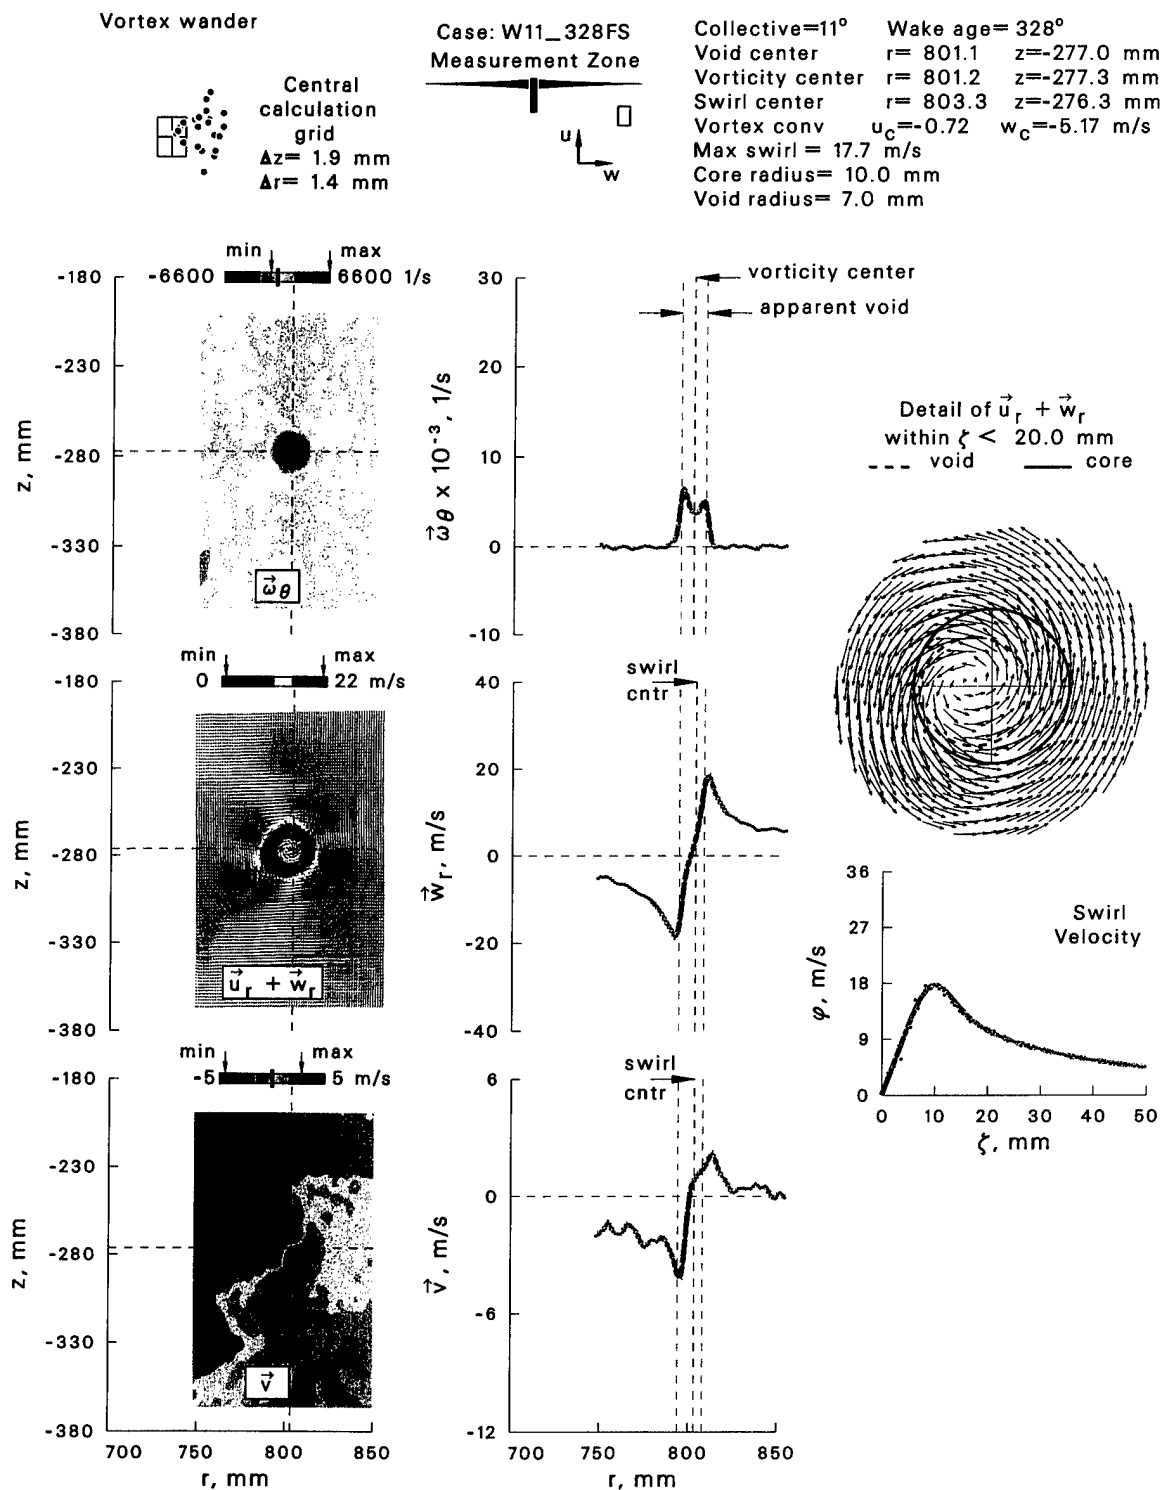 Vortex wander
Central
calculation
grid
Δz= 1.9 mm
Δr= 1.4 mm
Case: W11_328FS
Measurement Zone
u
w
Collective=11° Wake age= 328°
Void center r= 801.1 z=-277.0 mm
Vorticity center r= 801.2 z=-277.3 mm
Swirl center r= 803.3 z=-276.3 mm
Vortex conv u_c=-0.72 w_c=-5.17 m/s
Max swirl = 17.7 m/s
Core radius= 10.0 mm
Void radius= 7.0 mm
min max
-6600 6600 1/s
-180
-230
-280
-330
-380
z, mm
ω⃗θ
30
20
10
0
-10
ω⃗θ x 10⁻³, 1/s
vorticity center
apparent void
Detail of u⃗r + w⃗r
within ζ < 20.0 mm
void core
min max
0 22 m/s
-180
-230
-280
-330
-380
z, mm
u⃗r + w⃗r
swirl
cntr
40
20
0
-20
-40
w⃗r, m/s
36
27
18
9
0
φ, m/s
Swirl
Velocity
0 10 20 30 40 50
ζ, mm
min max
-5 5 m/s
-180
-230
-280
-330
-380
z, mm
v⃗
700 750 800 850
r, mm
swirl
cntr
6
0
-6
-12
v⃗, m/s
700 750 800 850
r, mm